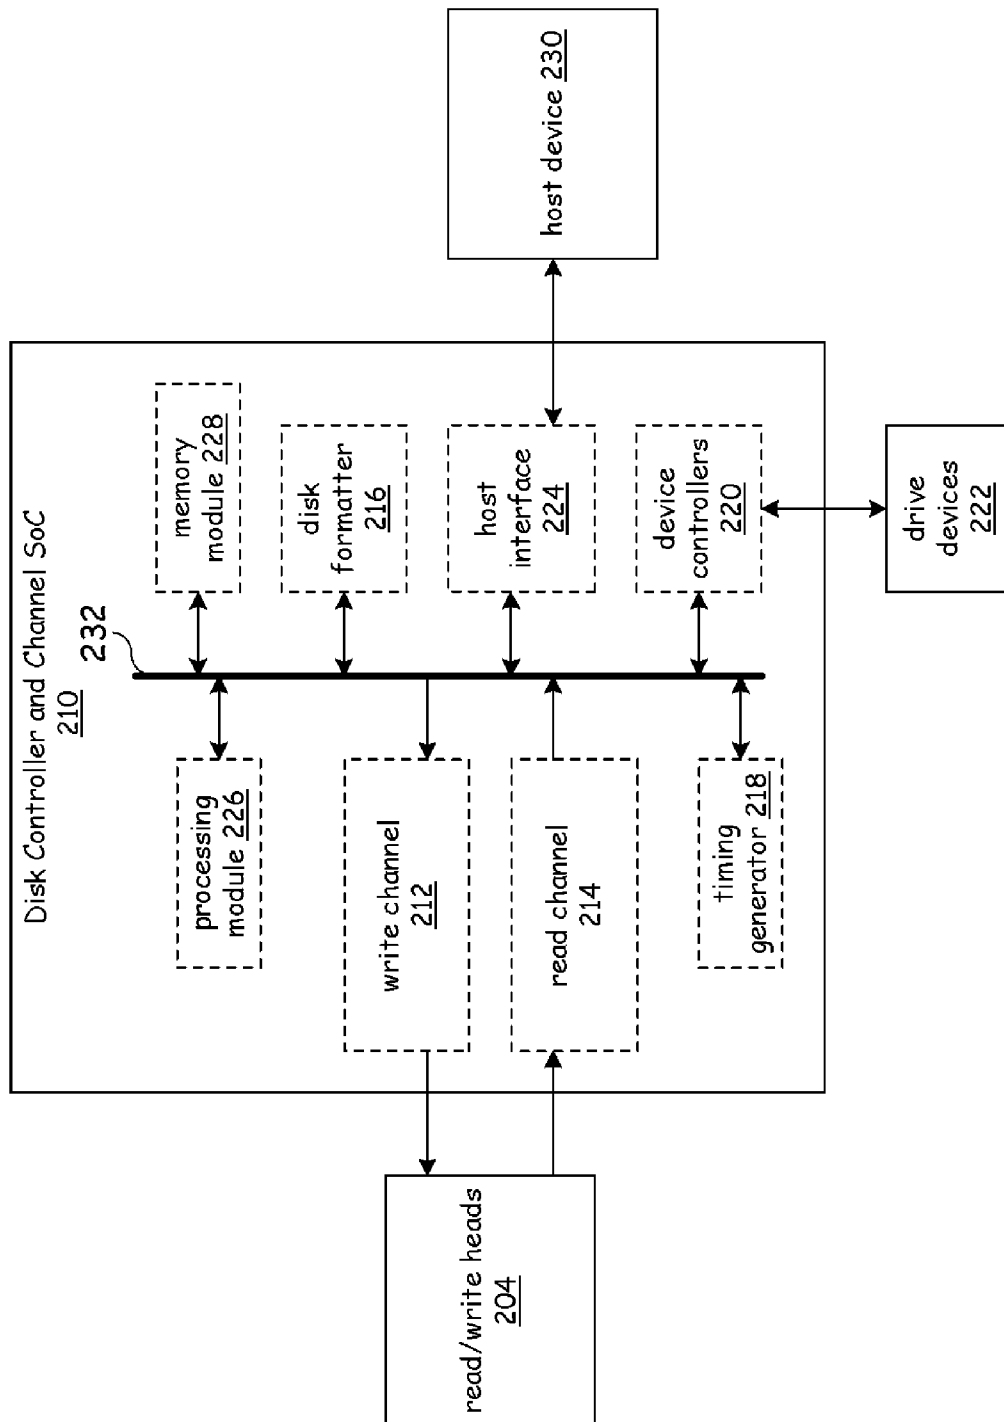 Disk Controller and Channel SoC
210
232
processing
module 226
memory
module 228
write channel
212
disk
formatter
216
read/write heads
204
read channel
214
host
interface
224
host device 230
timing
generator 218
device
controllers
220
drive
devices
222